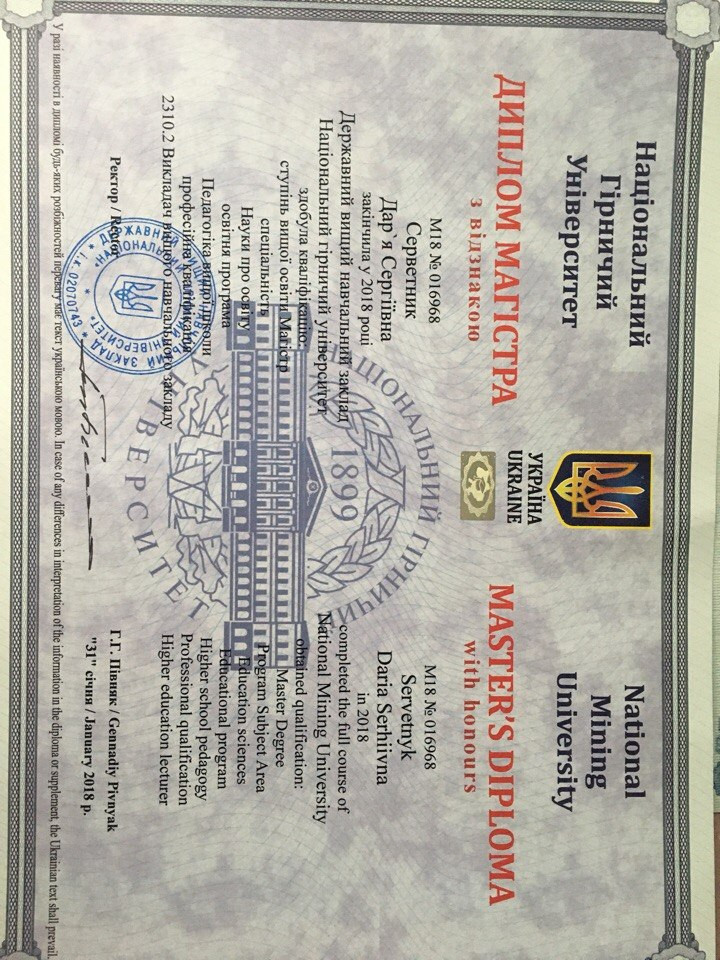 Національний
Гірничий
Університет
УКРАЇНА
UKRAINE
National
Mining
University
ДИПЛОМ МАГІСТРА
з відзнакою
MASTER'S DIPLOMA
with honours
М18 № 016968
Серветник
Дар`я Сергіївна
закінчила у 2018 році
Державний вищий навчальний заклад
Національний гірничий університет
здобула кваліфікацію:
ступінь вищої освіти Магістр
спеціальність
Науки про освіту
освітня програма
Педагогіка вищої школи
професійна кваліфікація
2310.2 Викладач вищого навчального закладу
M18 № 016968
Servetnyk
Daria Serhiivna
in 2018
completed the full course of
National Mining University
obtained qualification:
Master Degree
Program Subject Area
Education sciences
Educational program
Higher school pedagogy
Professional qualification
Higher education lecturer
НАЦІОНАЛЬНИЙ ГІРНИЧИЙ
УНІВЕРСИТЕТ
1899
Ректор / Rector
Г.Г. Півняк / Gennadiy Pivnyak
"31" січня / January 2018 р.
02070743
У разі наявності в дипломі будь-яких розбіжностей перевагу має текст українською мовою. In case of any differences in interpretation of the information in the diploma or supplement, the Ukrainian text shall prevail.